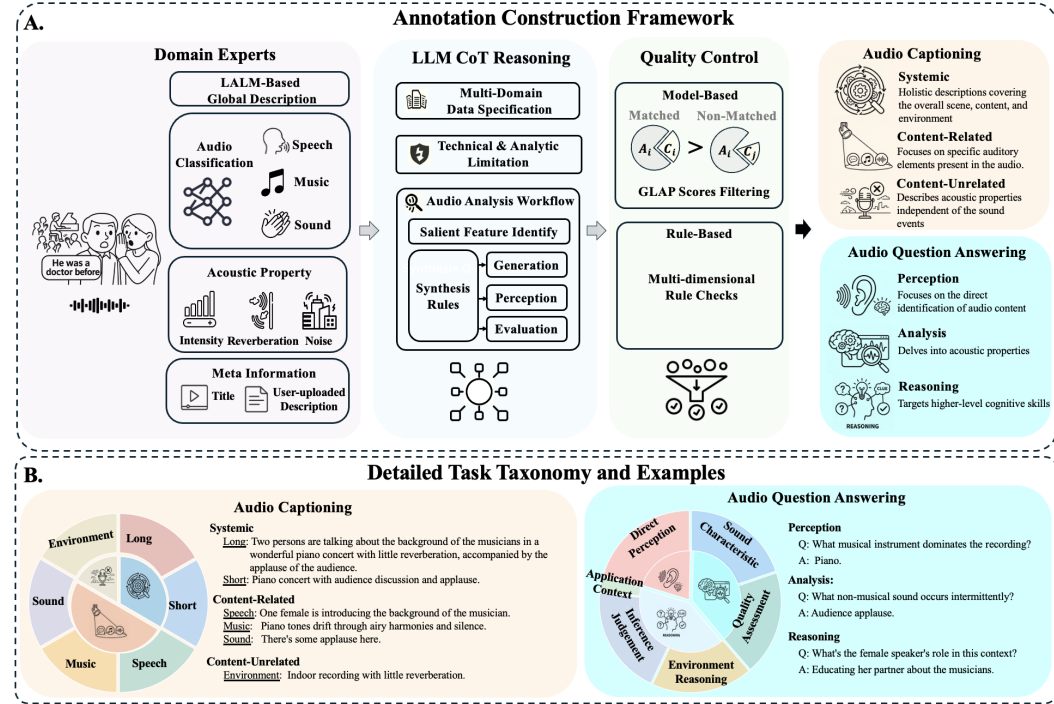 A.
Annotation Construction Framework
Domain Experts
LALM-Based
Global Description
Audio
Classification
Speech
Music
Sound
He was a
doctor before
Acoustic Property
Intensity Reverberation Noise
Meta Information
Title
User-uploaded
Description
LLM CoT Reasoning
Multi-Domain
Data Specification
Technical & Analytic
Limitation
Audio Analysis Workflow
Salient Feature Identify
Synthesis
Rules
Generation
Perception
Evaluation
Quality Control
Model-Based
Matched Non-Matched
A_i C_i > A_i C_j
GLAP Scores Filtering
Rule-Based
Multi-dimensional
Rule Checks
Audio Captioning
Systemic
Holistic descriptions covering
the overall scene, content, and
environment
Content-Related
Focuses on specific auditory
elements present in the audio.
Content-Unrelated
Describes acoustic properties
independent of the sound
events
Audio Question Answering
Perception
Focuses on the direct
identification of audio content
Analysis
Delves into acoustic properties
Reasoning
Targets higher-level cognitive skills
? CLUE
?
REASONING
B.
Detailed Task Taxonomy and Examples
Audio Captioning
Environment
Long
Sound
Short
Music
Speech
Systemic
Long: Two persons are talking about the background of the musicians in a
wonderful piano concert with little reverberation, accompanied by the
applause of the audience.
Short: Piano concert with audience discussion and applause.
Content-Related
Speech: One female is introducing the background of the musician.
Music: Piano tones drift through airy harmonies and silence.
Sound: There's some applause here.
Content-Unrelated
Environment: Indoor recording with little reverberation.
Audio Question Answering
Direct
Perception
Sound
Characteristic
Application
Context
Quality
Assessment
Inference
Judgement
Environment
Reasoning
REASONING
Perception
Q: What musical instrument dominates the recording?
A: Piano.
Analysis:
Q: What non-musical sound occurs intermittently?
A: Audience applause.
Reasoning
Q: What's the female speaker's role in this context?
A: Educating her partner about the musicians.